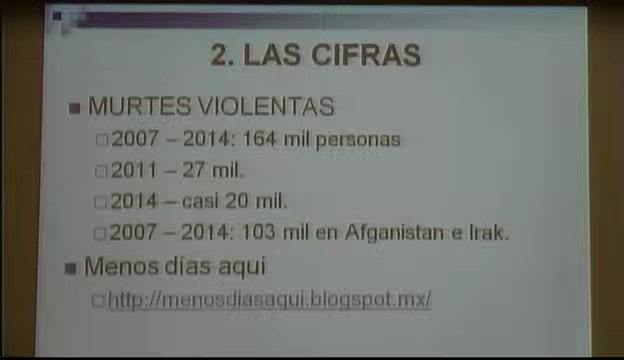 2. LAS CIFRAS
MURTES VIOLENTAS
2007 – 2014: 164 mil personas
2011 – 27 mil.
2014 – casi 20 mil.
2007 – 2014: 103 mil en Afganistan e Irak.
Menos días aquí
http://menosdiasaqui.blogspot.mx/